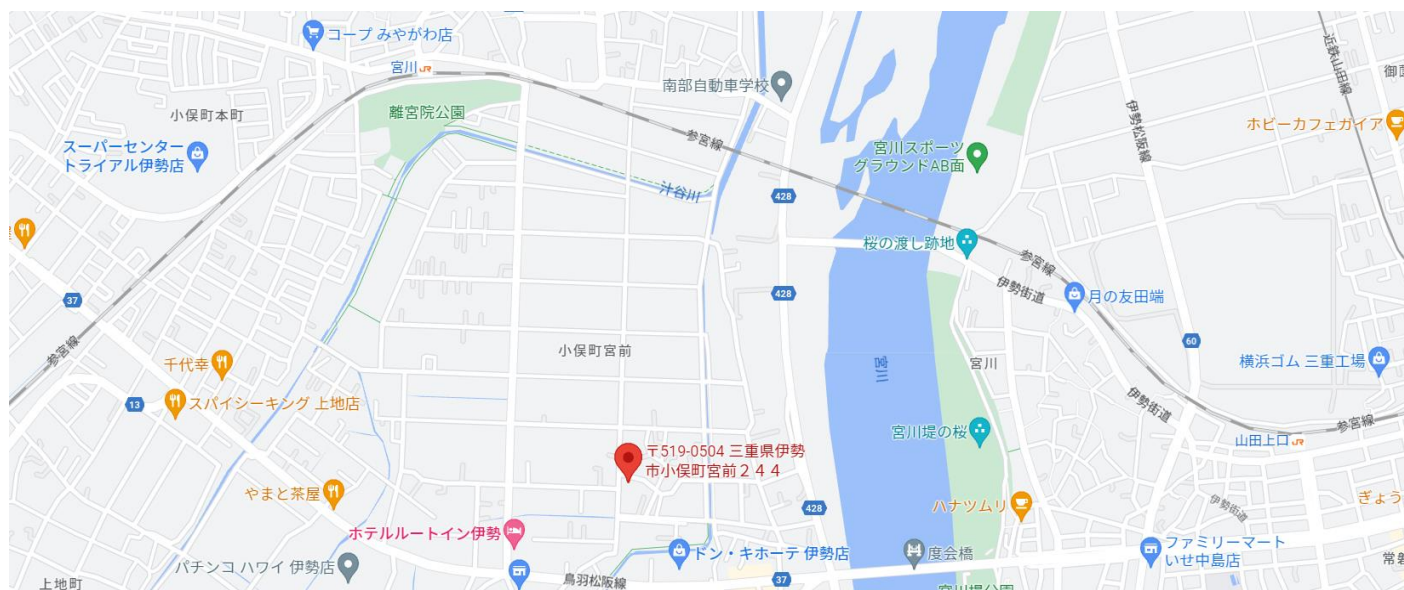 コープ みやがわ店
宮川
小俣町本町
スーパーセンター
トライアル伊勢店
離宮院公園
南部自動車学校
参宮線
汁谷川
428
宮川スポーツ
グラウンドAB面
伊勢松阪線
近鉄山田線
ホビーカフェガイア
桜の渡し跡地
参宮線
伊勢街道
月の友田端
428
37
参宮線
小俣町宮前
宮川
宮川
60
横浜ゴム 三重工場
千代幸
13
スパイシーキング 上地店
伊勢街道
宮川堤の桜
山田上口
参宮線
〒519-0504 三重県伊勢
市小俣町宮前２４４
やまと茶屋
ホテルルートイン伊勢
428
ハナツムリ
伊勢街道
ぎょう
パチンコ ハワイ 伊勢店
ドン・キホーテ 伊勢店
度会橋
ファミリーマート
いせ中島店
上地町
鳥羽松阪線
37
宮川堤公園
常磐